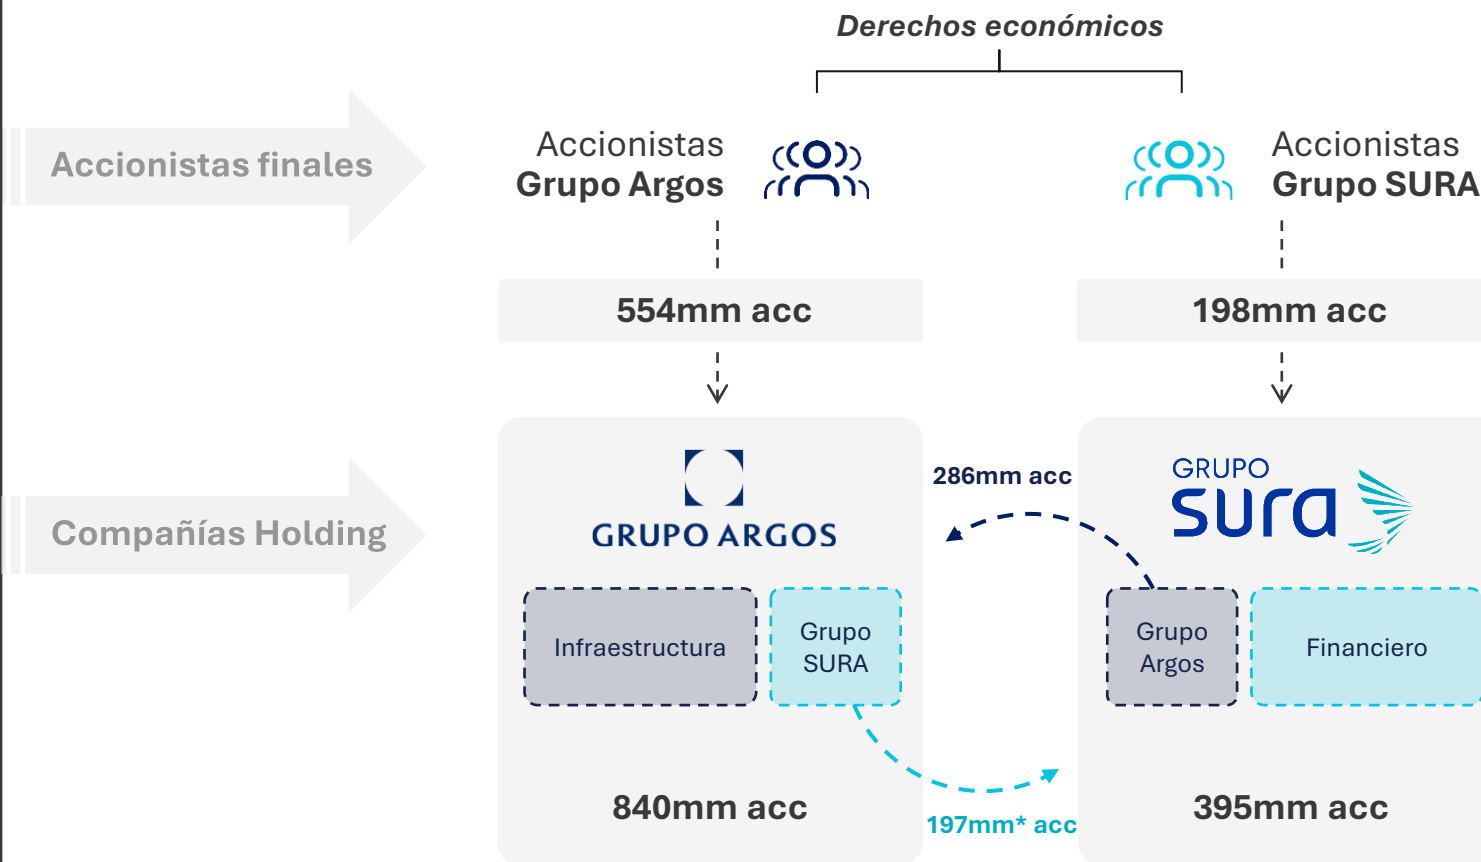 Derechos económicos
Accionistas finales
Accionistas
Grupo Argos
Accionistas
Grupo SURA
554mm acc
198mm acc
Compañías Holding
GRUPO ARGOS
286mm acc
GRUPO
sura
Infraestructura
Grupo
SURA
Grupo
Argos
Financiero
840mm acc
197mm* acc
395mm acc